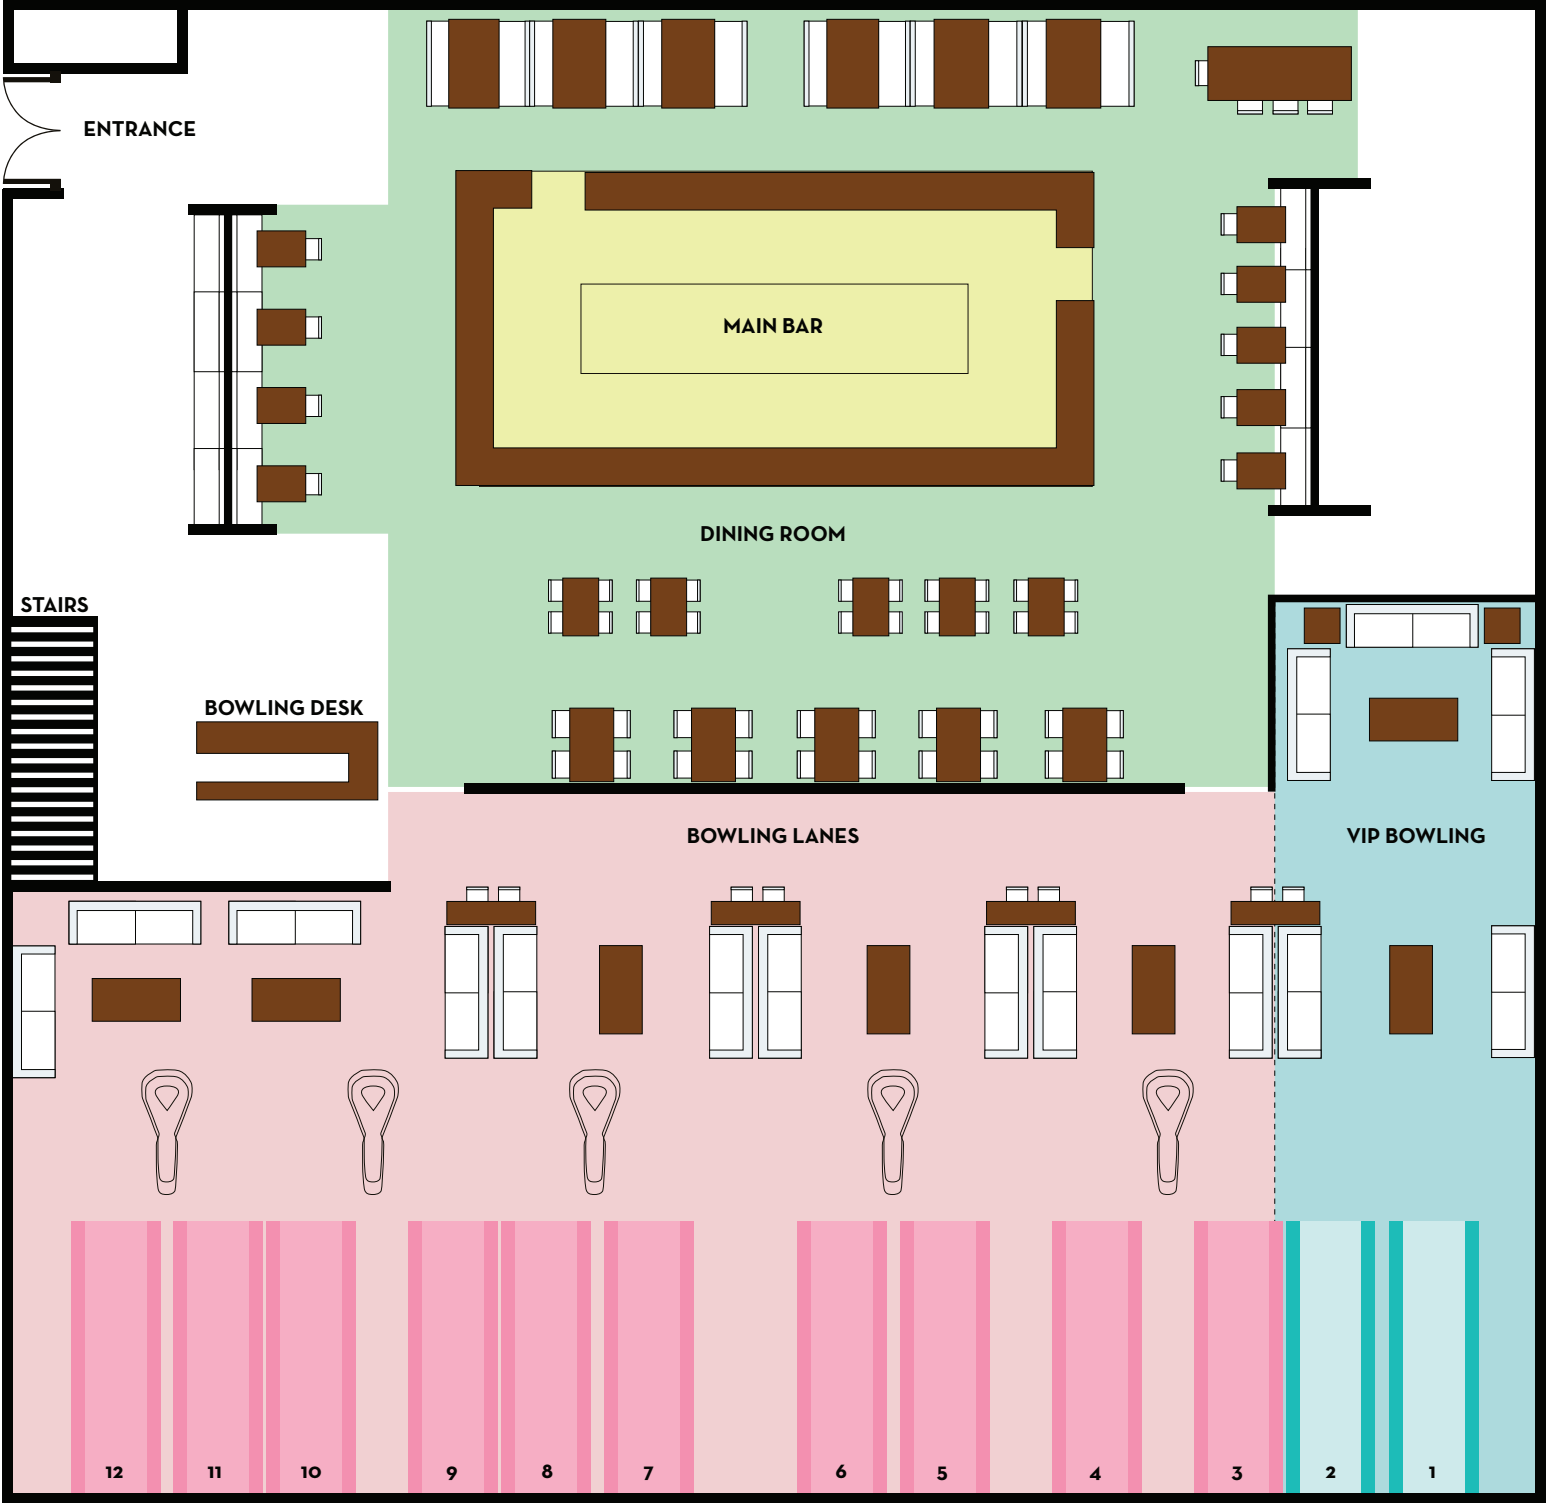 ENTRANCE
MAIN BAR
DINING ROOM
STAIRS
BOWLING DESK
BOWLING LANES
VIP BOWLING
12 11 10 9 8 7 6 5 4 3 2 1